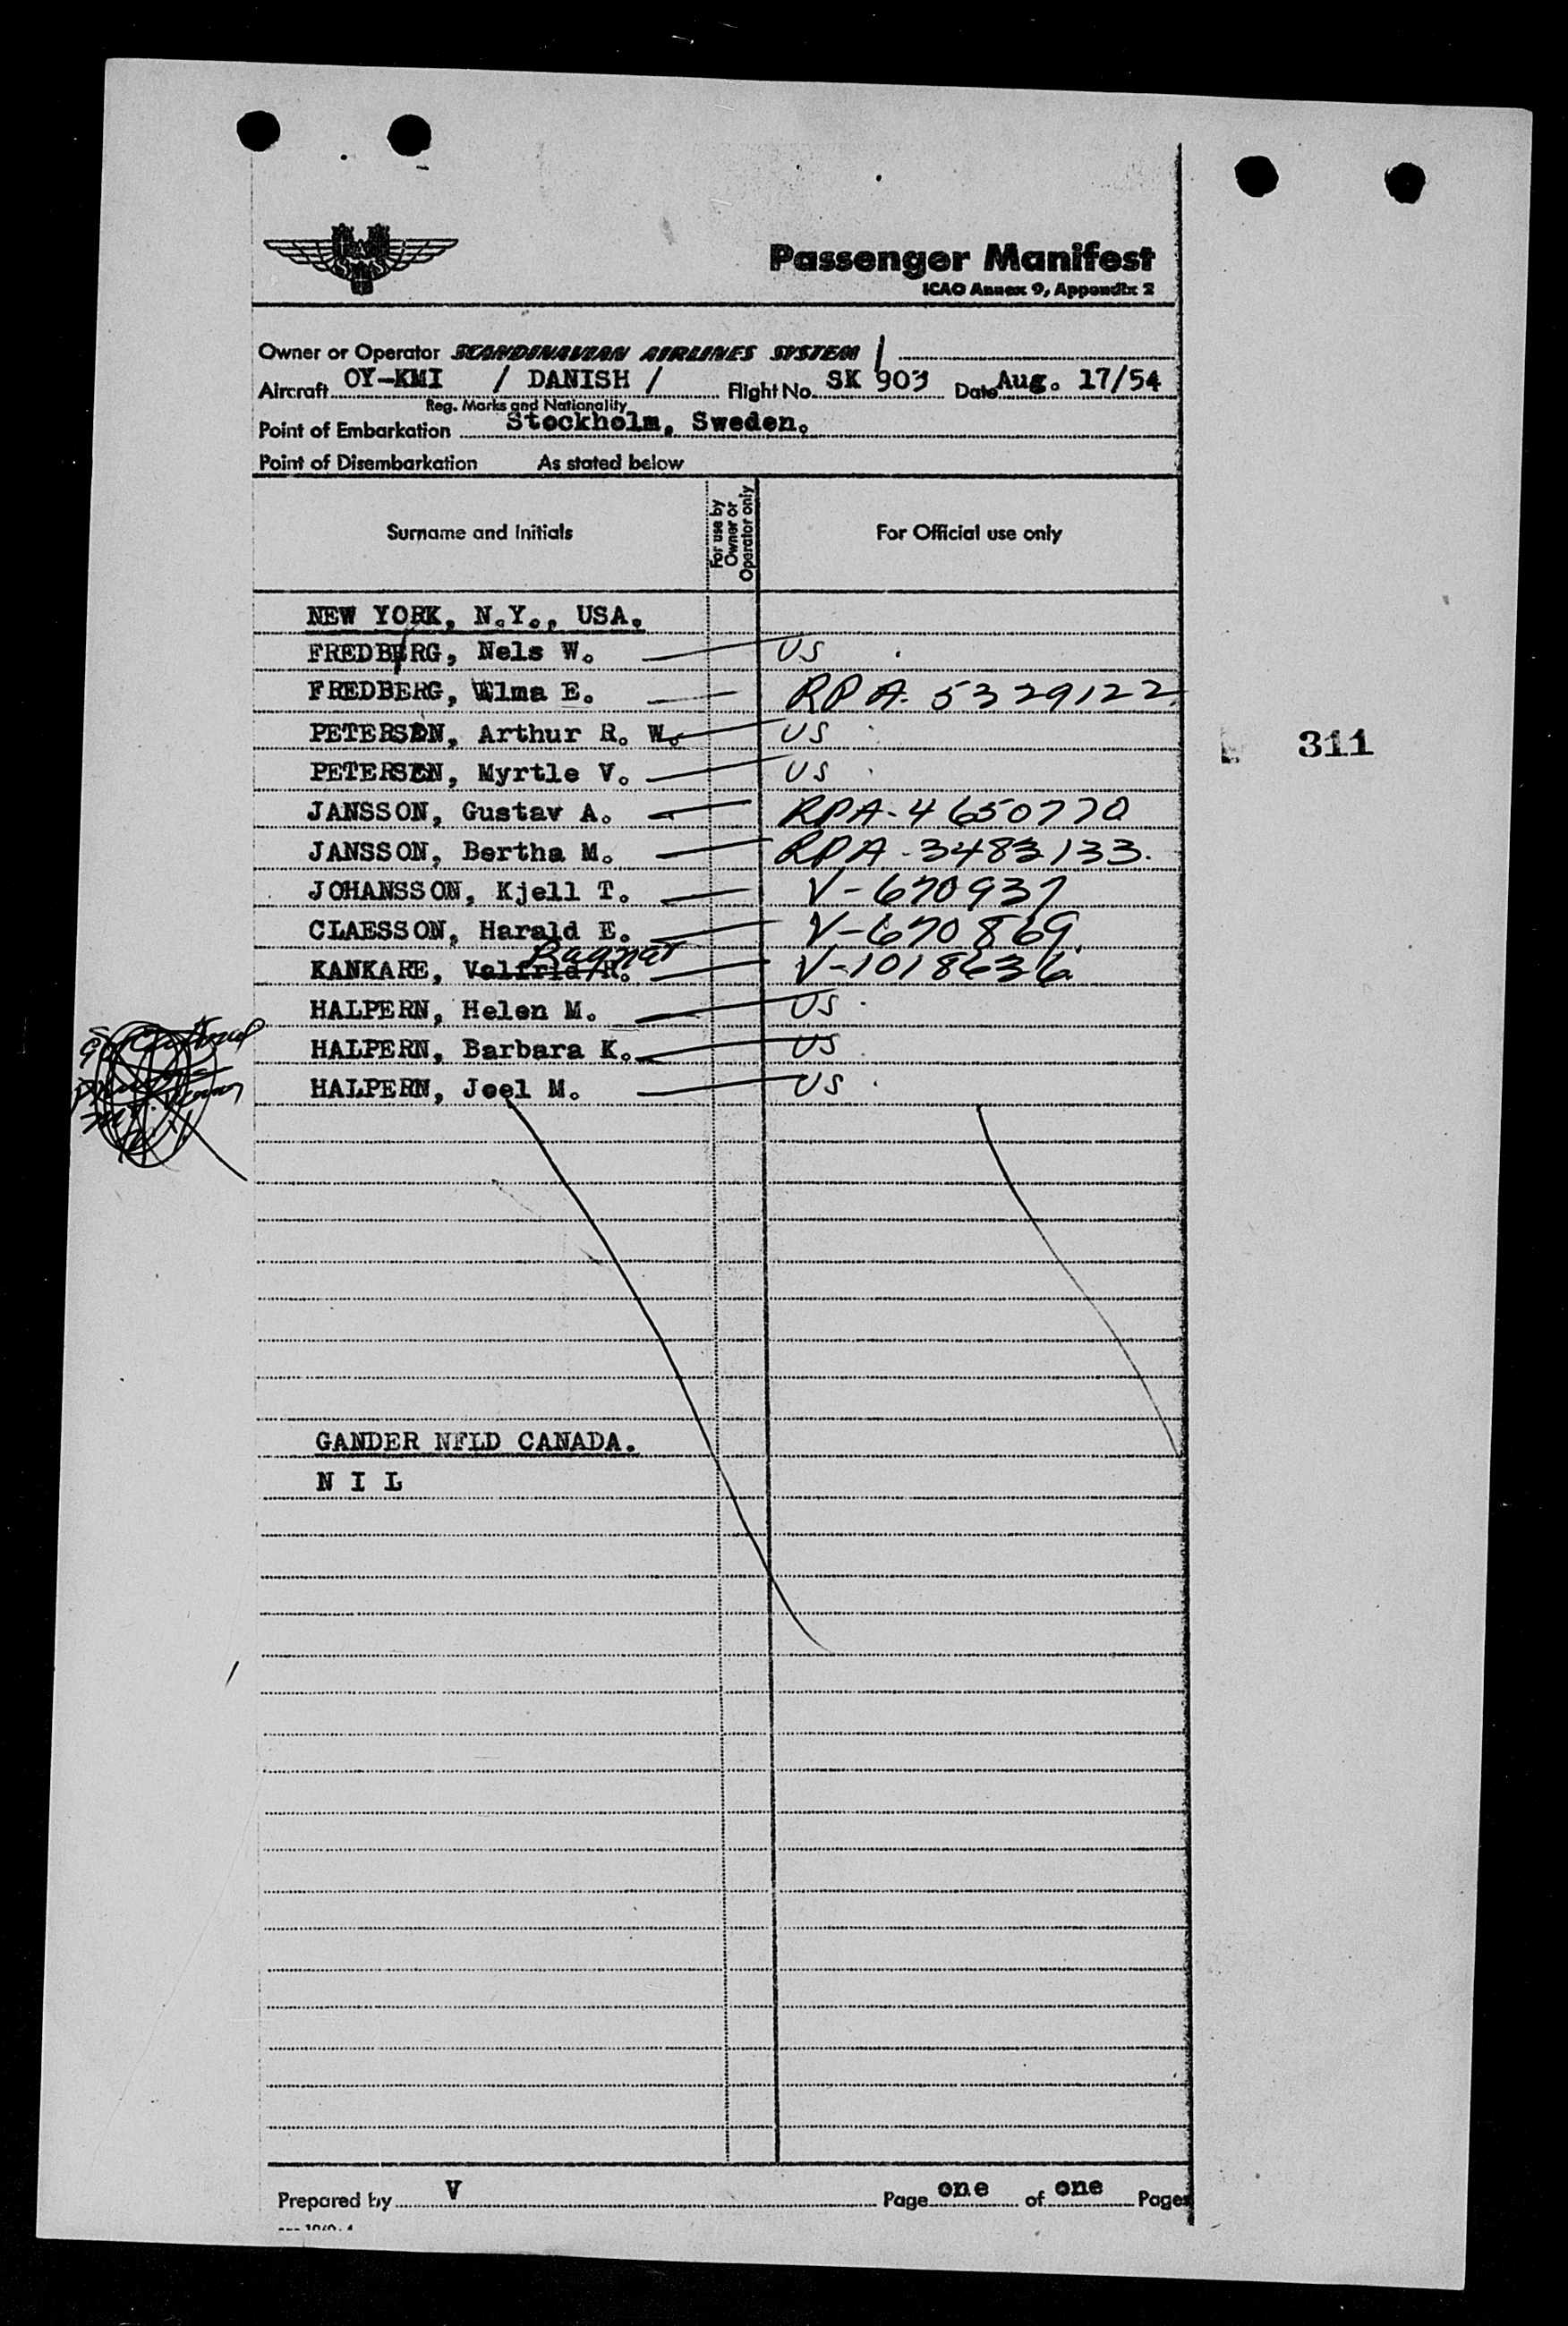 SAS
Passenger Manifest
ICAO Annex 9, Appendix 2
Owner or Operator SCANDINAVIAN AIRLINES SYSTEM
Aircraft OY-KMI / DANISH / Flight No. SK 903 Date Aug. 17/54
Reg. Marks and Nationality
Point of Embarkation Stockholm, Sweden.
Point of Disembarkation As stated below
Surname and Initials For use by Owner or Operator only For Official use only
NEW YORK, N.Y., USA.
FREDBERG, Nels W. US
FREDBERG, Wlma E. RPA. 5329122
PETERSEN, Arthur R. W. US
PETERSEN, Myrtle V. US
311
JANSSON, Gustav A. RPA-4650770
JANSSON, Bertha M. RPA-3483133.
JOHANSSON, Kjell T. V-670937
CLAESSON, Harald E. V-670869
Ragnar
KANKARE, Valfrid R. V-1018636
HALPERN, Helen M. US
HALPERN, Barbara K. US
HALPERN, Joel M. US
GANDER NFLD CANADA.
N I L
Prepared by V Page one of one Pages